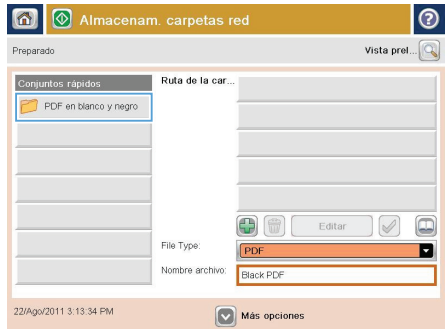 Almacenam. carpetas red
Preparado
Vista prel...
Conjuntos rápidos
PDF en blanco y negro
Ruta de la car...
Editar
File Type:
PDF
Nombre archivo:
Black PDF
22/Ago/2011 3:13:34 PM
Más opciones